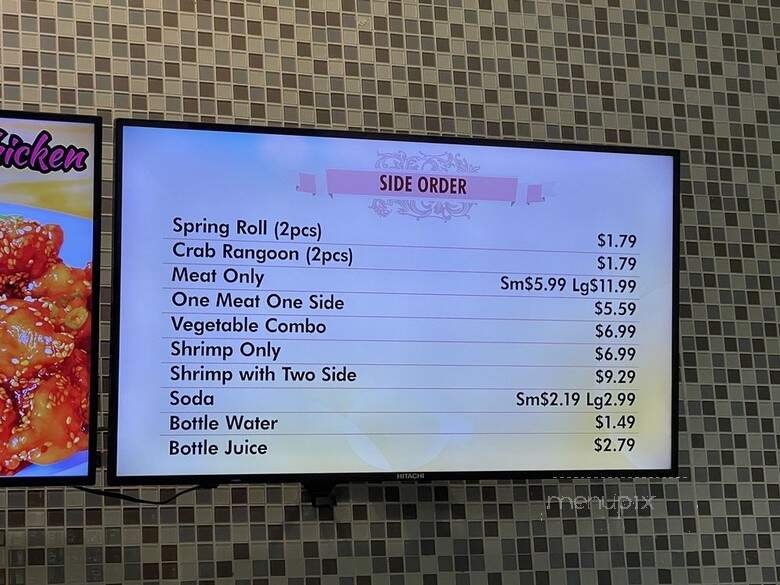 icken
SIDE ORDER
Spring Roll (2pcs) $1.79
Crab Rangoon (2pcs) $1.79
Meat Only Sm$5.99 Lg$11.99
One Meat One Side $5.59
Vegetable Combo $6.99
Shrimp Only $6.99
Shrimp with Two Side $9.29
Soda Sm$2.19 Lg2.99
Bottle Water $1.49
Bottle Juice $2.79
HITACHI
menupix